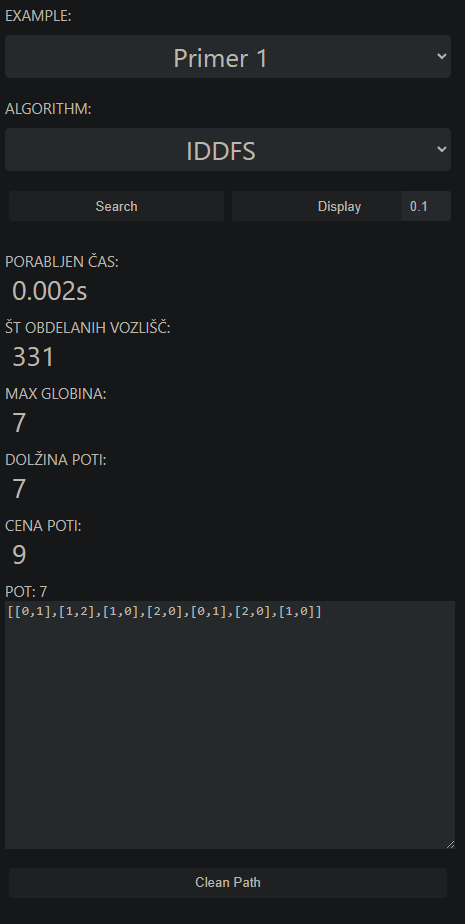 EXAMPLE:
Primer 1
ALGORITHM:
IDDFS
Search Display 0.1
PORABLJEN ČAS:
0.002s
ŠT OBDELANIH VOZLIŠČ:
331
MAX GLOBINA:
7
DOLŽINA POTI:
7
CENA POTI:
9
POT: 7
[[0,1],[1,2],[1,0],[2,0],[0,1],[2,0],[1,0]]
Clean Path